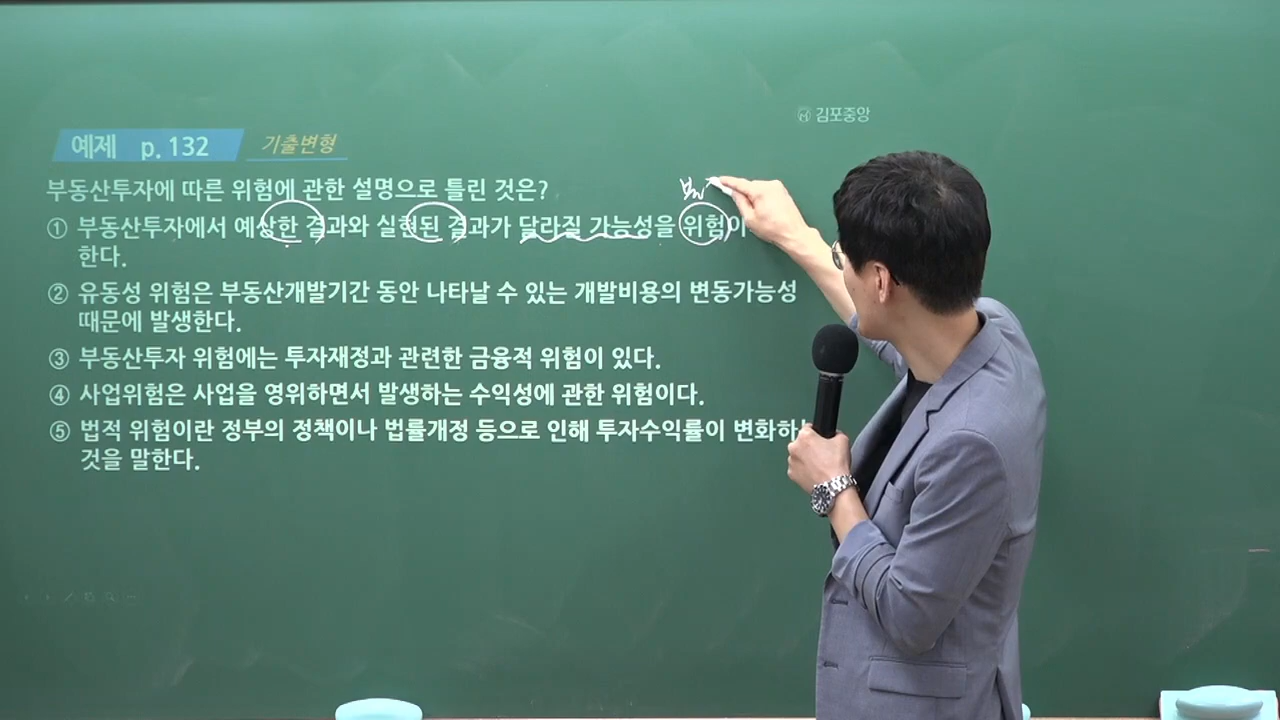 김포중앙
예제 p. 132 기출변형
부동산투자에 따른 위험에 관한 설명으로 틀린 것은?
① 부동산투자에서 예상한 결과와 실현된 결과가 달라질 가능성을 위험이
한다.
② 유동성 위험은 부동산개발기간 동안 나타날 수 있는 개발비용의 변동가능성
때문에 발생한다.
③ 부동산투자 위험에는 투자재정과 관련한 금융적 위험이 있다.
④ 사업위험은 사업을 영위하면서 발생하는 수익성에 관한 위험이다.
⑤ 법적 위험이란 정부의 정책이나 법률개정 등으로 인해 투자수익률이
것을 말한다.